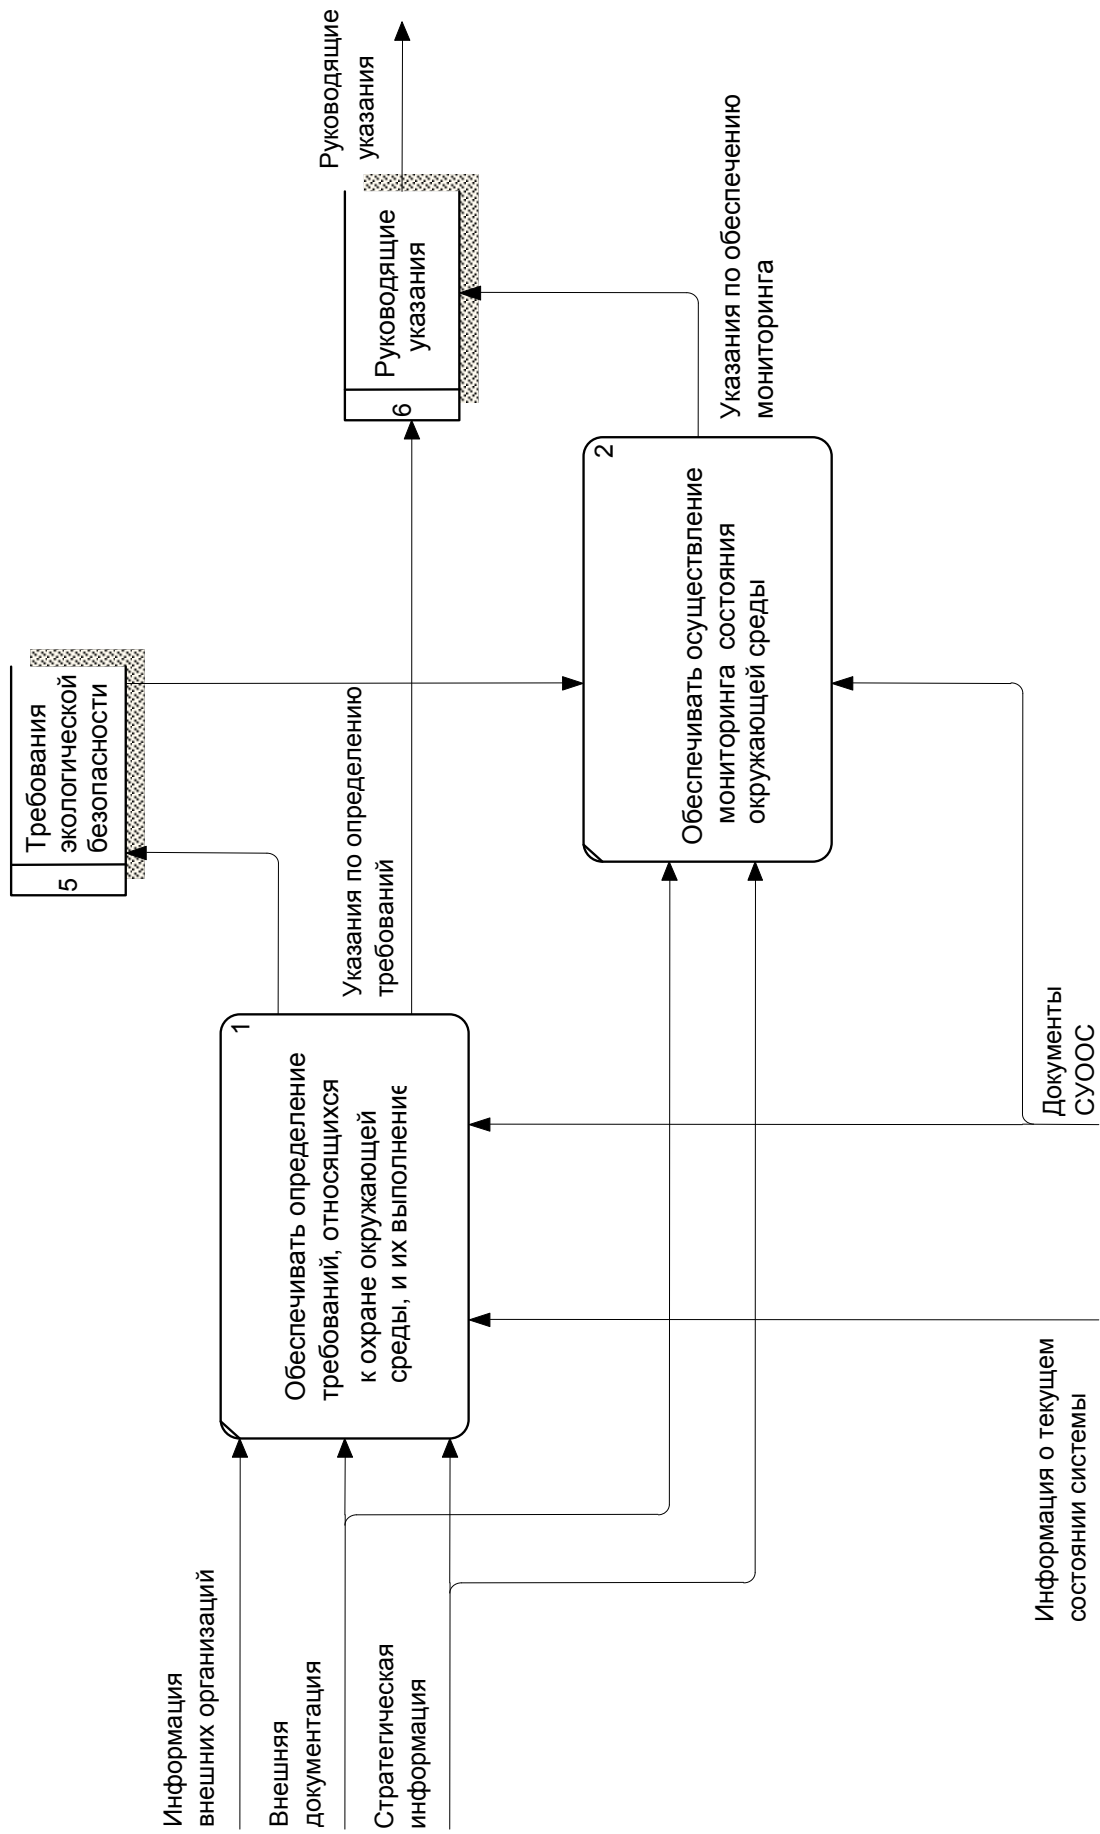 Требования
экологической
безопасности
5
Руководящие
указания
Руководящие
указания
6
1
Обеспечивать определение
требований, относящихся
к охране окружающей
среды, и их выполнение
Указания по определению
требований
Информация
внешних организаций
Внешняя
документация
Стратегическая
информация
2
Обеспечивать осуществление
мониторинга состояния
окружающей среды
Указания по обеспечению
мониторинга
Информация о текущем
состоянии системы
Документы
СУООС